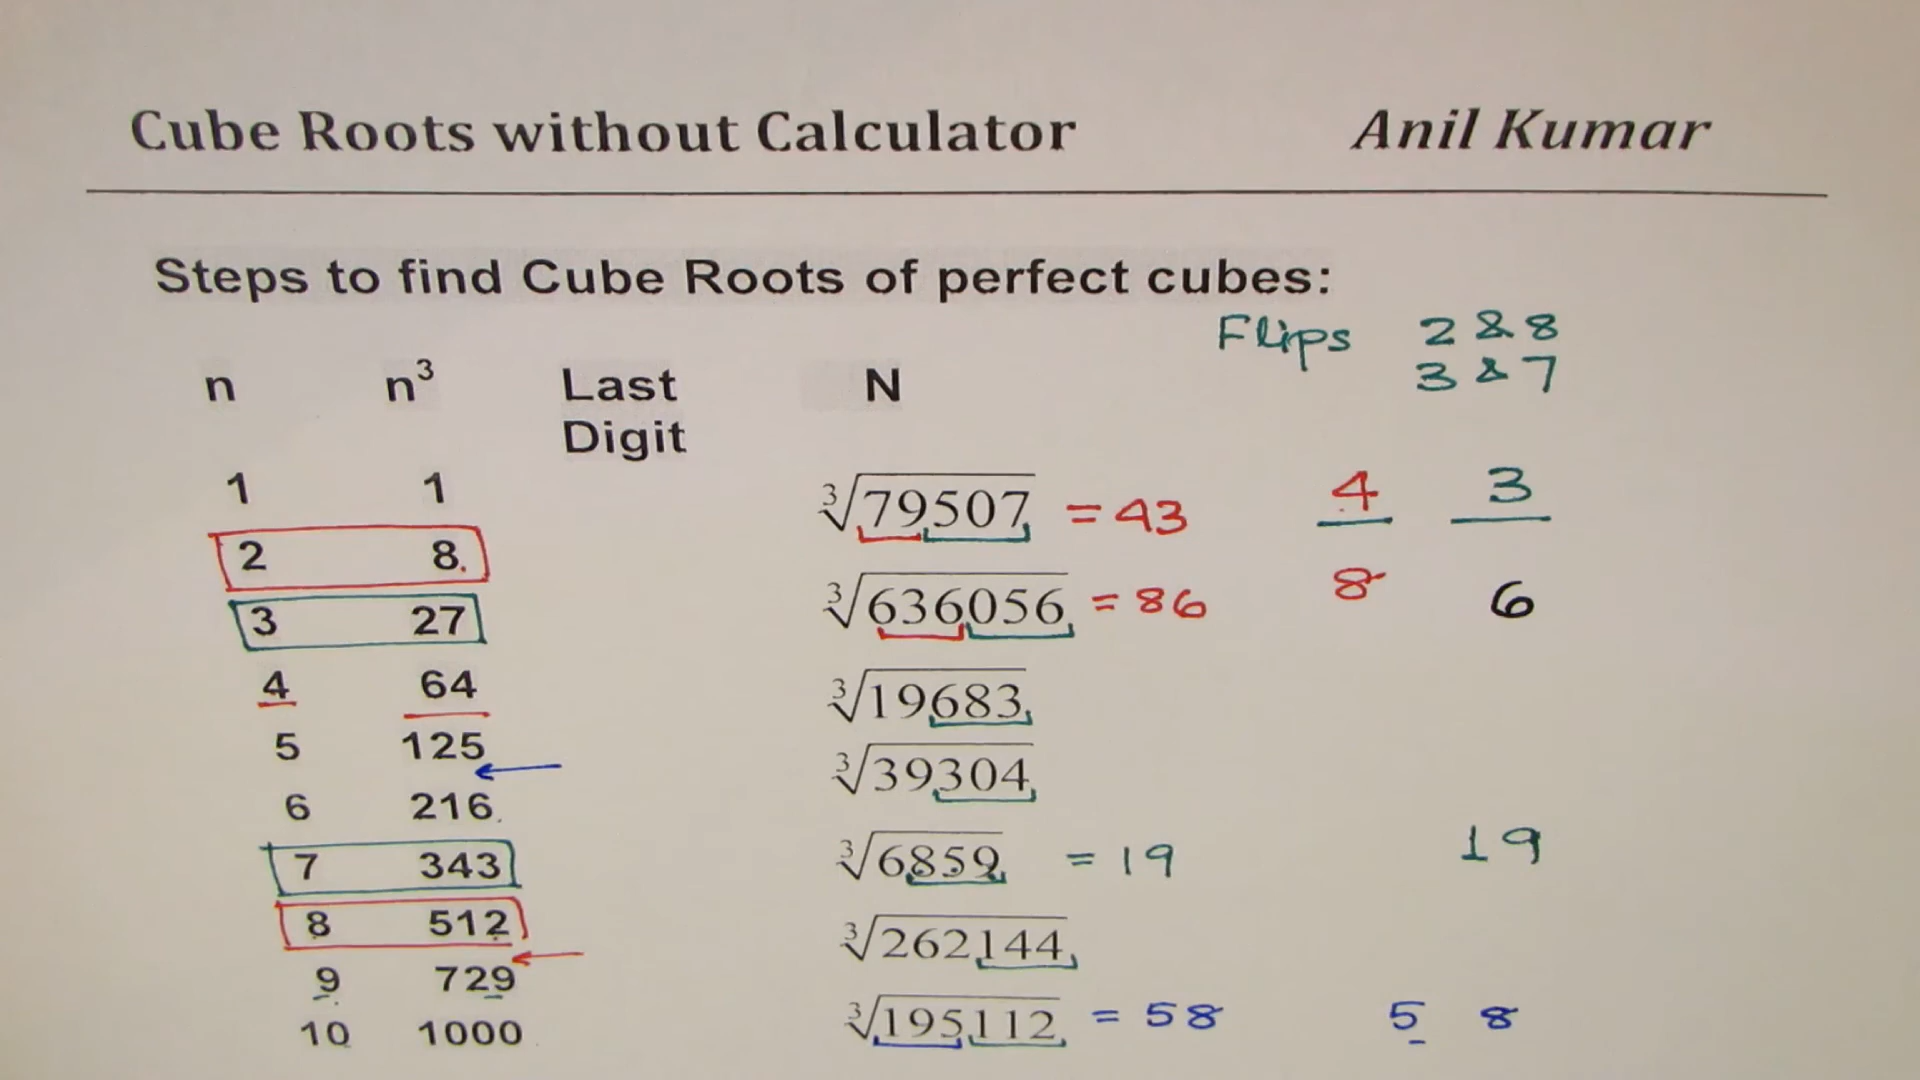 Cube Roots without Calculator Anil Kumar
Steps to find Cube Roots of perfect cubes:
Flips 2 & 8
3 & 7
n n³ Last Digit N
1 1 ∛79507 = 43 4 3
2 8 ∛636056 = 86 8 6
3 27
4 64 ∛19683
5 125 ∛39304
6 216
7 343 ∛6859 = 19 19
8 512 ∛262144
9 729
10 1000 ∛195112 = 58 5 8